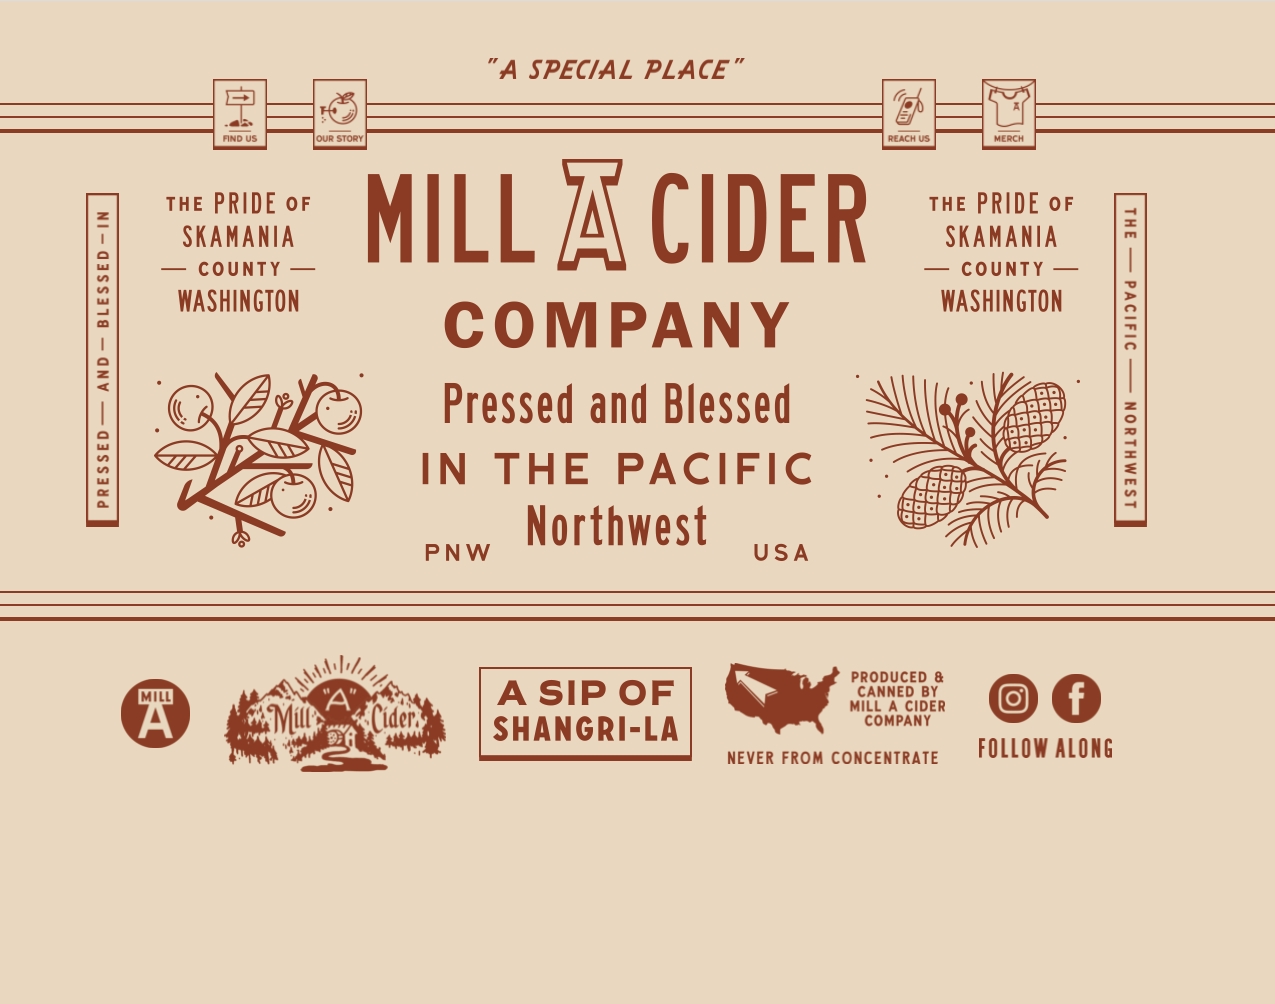 "A SPECIAL PLACE"
FIND US
OUR STORY
REACH US
MERCH
MILL A CIDER
COMPANY
Pressed and Blessed
IN THE PACIFIC
Northwest
PNW
USA
PRESSED — AND — BLESSED — IN
THE PRIDE OF
SKAMANIA
— COUNTY —
WASHINGTON
THE PRIDE OF
SKAMANIA
— COUNTY —
WASHINGTON
THE — PACIFIC — NORTHWEST
MILL
A
"A"
Mill Cider
A SIP OF
SHANGRI-LA
PRODUCED &
CANNED BY
MILL A CIDER
COMPANY
NEVER FROM CONCENTRATE
FOLLOW ALONG